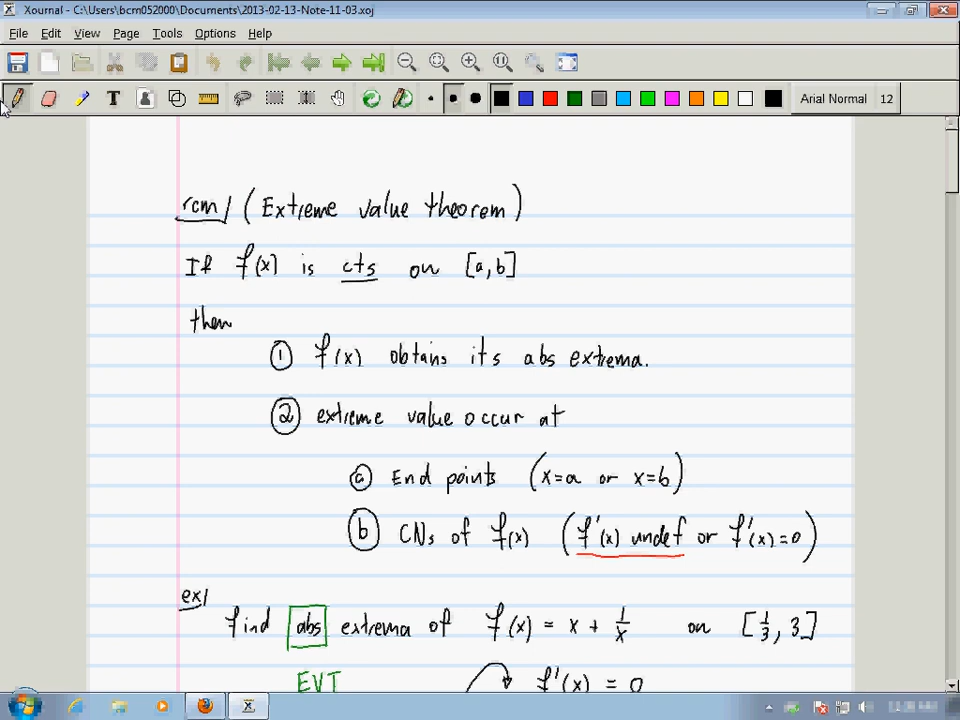 Xournal - C:\Users\bcm052000\Documents\2013-02-13-Note-11-03.xoj
File Edit View Page Tools Options Help
Arial Normal 12
rcm/ (Extreme value theorem)
If f(x) is cts on [a,b]
then
① f(x) obtains its abs extrema.
② extreme value occur at
ⓐ End points (x=a or x=b)
ⓑ CNs of f(x) (f'(x) undef or f'(x)=0)
ex/
find abs extrema of f(x) = x + 1/x on [1/3, 3]
EVT f'(x) = 0